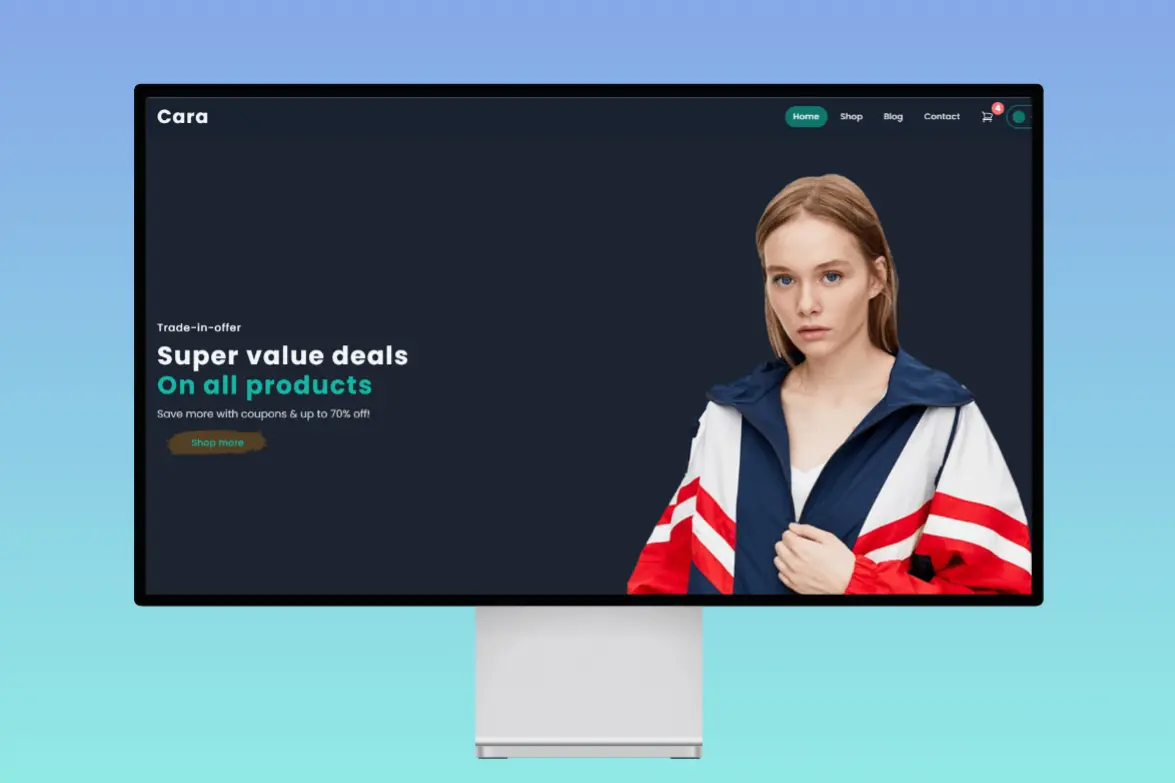 Cara
Home Shop Blog Contact 4
Trade-in-offer
Super value deals
On all products
Save more with coupons & up to 70% off!
Shop more